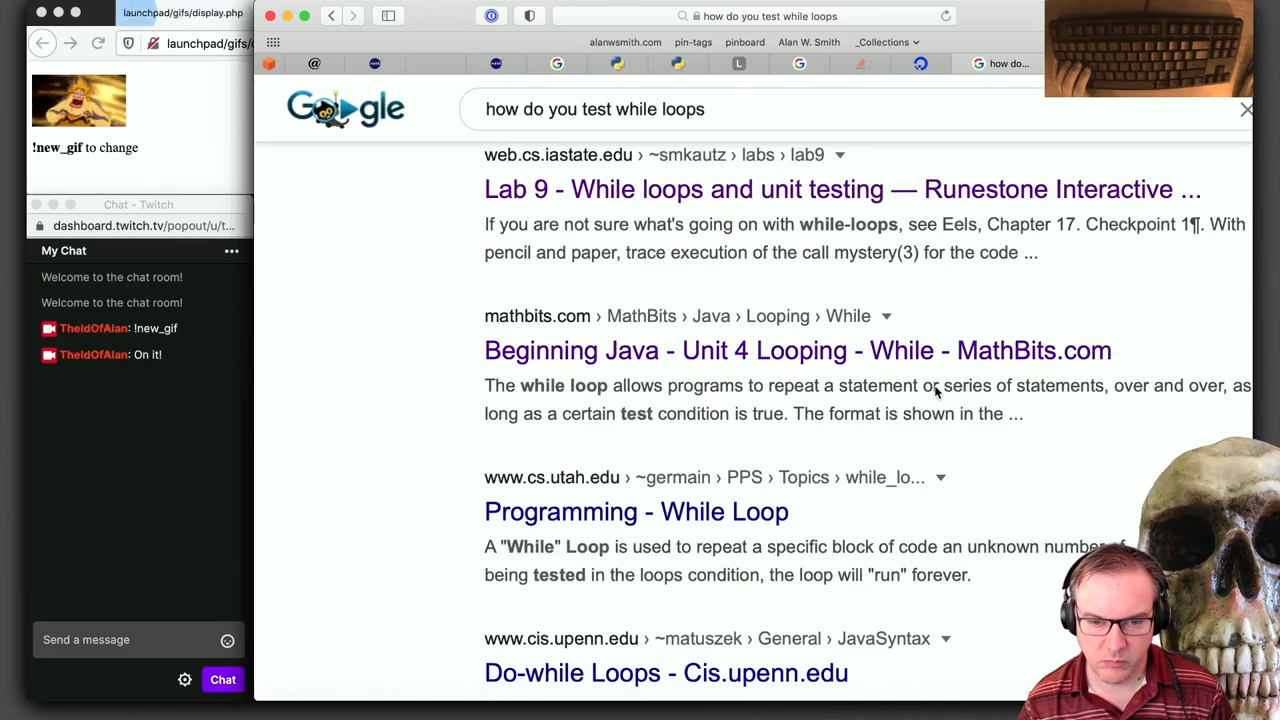 launchpad/gifs/display.php
launchpad/gifs/
!new_gif to change
Chat - Twitch
dashboard.twitch.tv/popout/u/t...
My Chat
Welcome to the chat room!
Welcome to the chat room!
TheIdOfAlan: !new_gif
TheIdOfAlan: On it!
Send a message
Chat
how do you test while loops
alanwsmith.com pin-tags pinboard Alan W. Smith _Collections
how do...
Google
how do you test while loops
web.cs.iastate.edu › ~smkautz › labs › lab9
Lab 9 - While loops and unit testing — Runestone Interactive ...
If you are not sure what's going on with while-loops, see Eels, Chapter 17. Checkpoint 1¶. With
pencil and paper, trace execution of the call mystery(3) for the code ...
mathbits.com › MathBits › Java › Looping › While
Beginning Java - Unit 4 Looping - While - MathBits.com
The while loop allows programs to repeat a statement or series of statements, over and over, as
long as a certain test condition is true. The format is shown in the ...
www.cs.utah.edu › ~germain › PPS › Topics › while_lo...
Programming - While Loop
A "While" Loop is used to repeat a specific block of code an unknown number of
being tested in the loops condition, the loop will "run" forever.
www.cis.upenn.edu › ~matuszek › General › JavaSyntax
Do-while Loops - Cis.upenn.edu